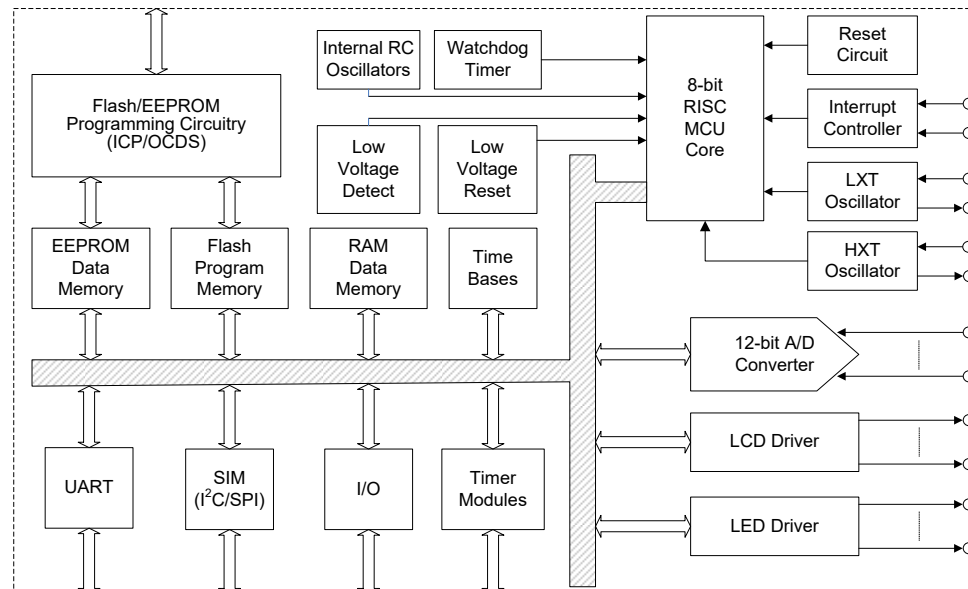 Internal RC
Oscillators
Watchdog
Timer
8-bit
RISC
MCU
Core
Reset
Circuit
Flash/EEPROM
Programming Circuitry
(ICP/OCDS)
Interrupt
Controller
Low
Voltage
Detect
Low
Voltage
Reset
LXT
Oscillator
HXT
Oscillator
EEPROM
Data
Memory
Flash
Program
Memory
RAM
Data
Memory
Time
Bases
12-bit A/D
Converter
LCD Driver
UART
SIM
(I²C/SPI)
I/O
Timer
Modules
LED Driver